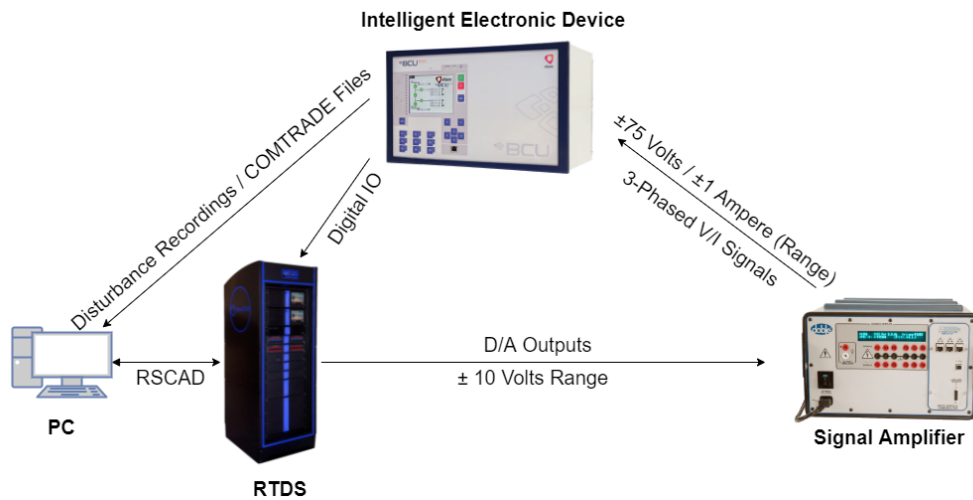 Intelligent Electronic Device
BCU
BCU
Disturbance Recordings / COMTRADE Files
Digital IO
±75 Volts / ±1 Ampere (Range)
3-Phased V/I Signals
RSCAD
D/A Outputs
± 10 Volts Range
PC
RTDS
Signal Amplifier